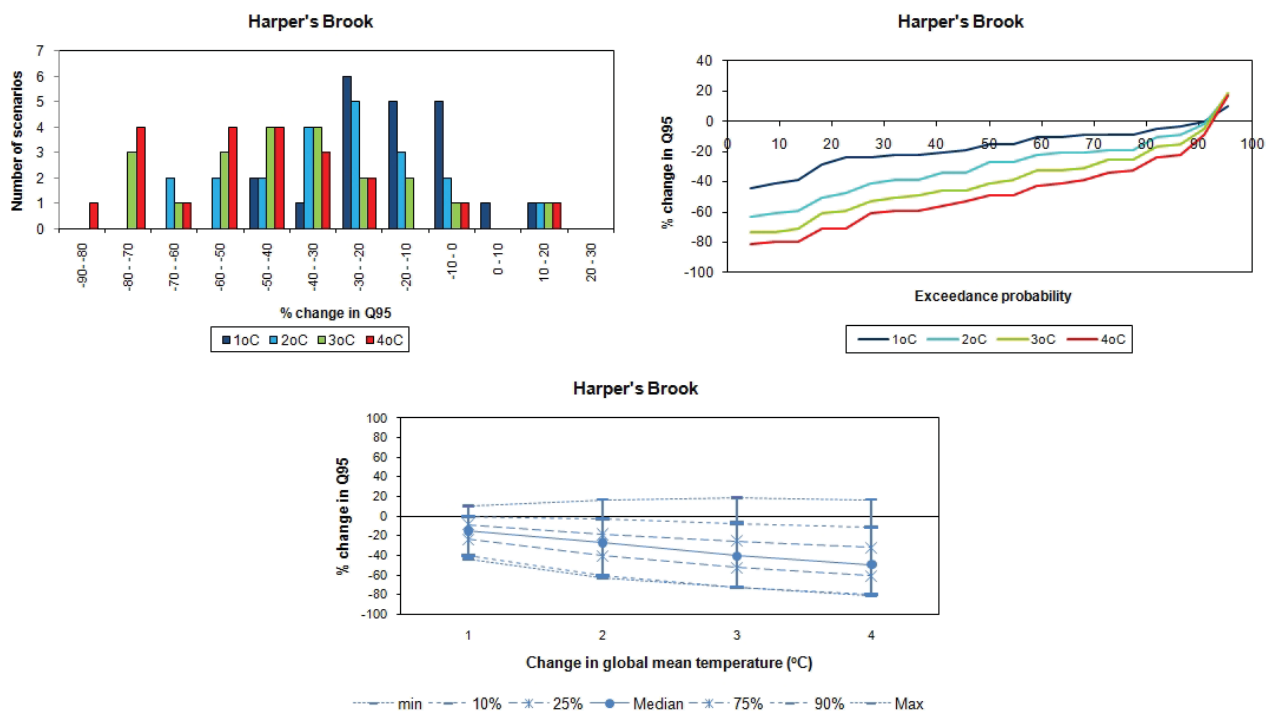 Harper's Brook
Number of scenarios
7
6
5
4
3
2
1
0
-90 - -80
-80 - -70
-70 - -60
-60 - -50
-50 - -40
-40 - -30
-30 - -20
-20 - -10
-10 - 0
0 - 10
10 - 20
20 - 30
% change in Q95
1oC 2oC 3oC 4oC
Harper's Brook
% change in Q95
40
20
0
-20
-40
-60
-80
-100
0 10 20 30 40 50 60 70 80 90 100
Exceedance probability
1oC 2oC 3oC 4oC
Harper's Brook
% change in Q95
100
80
60
40
20
0
-20
-40
-60
-80
-100
1 2 3 4
Change in global mean temperature (oC)
min 10% 25% Median 75% 90% Max